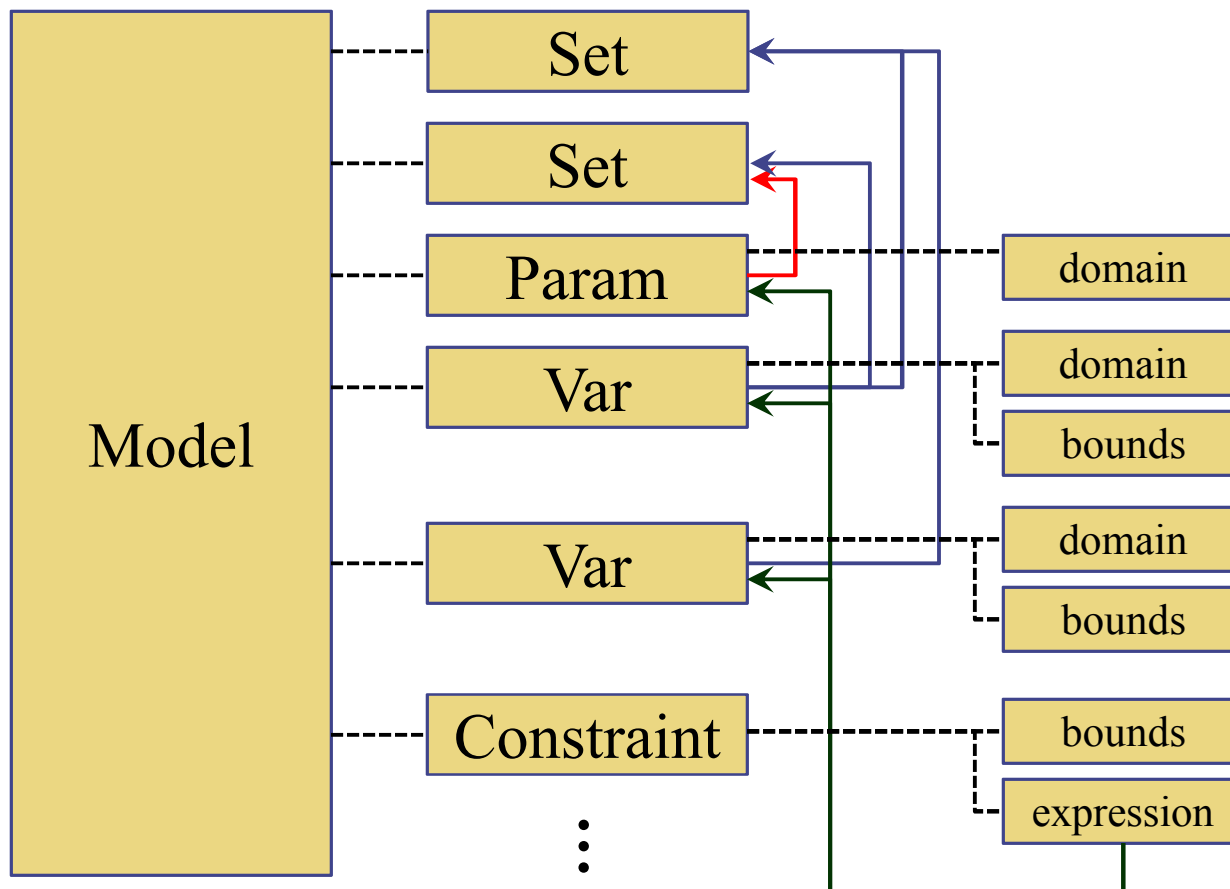 Model
Set
Set
Param
domain
Var
domain
bounds
Var
domain
bounds
Constraint
bounds
expression